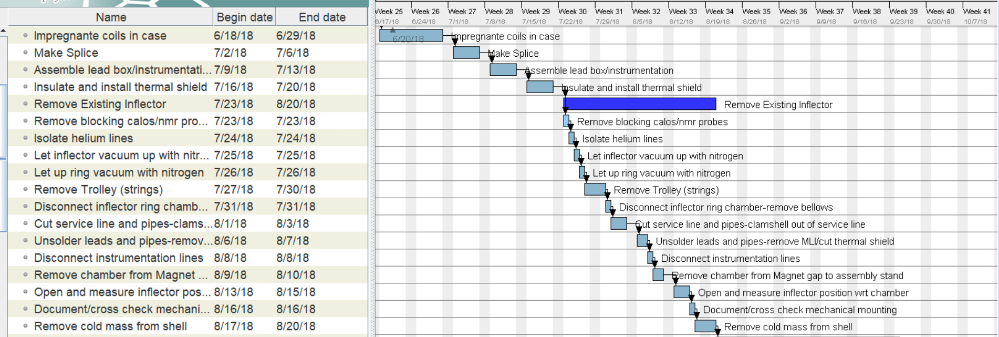 Name Begin date End date
Week 25 Week 26 Week 27 Week 28 Week 29 Week 30 Week 31 Week 32 Week 33 Week 34 Week 35 Week 36 Week 37 Week 38 Week 39 Week 40 Week 41
6/17/18 6/24/18 7/1/18 7/8/18 7/15/18 7/22/18 7/29/18 8/5/18 8/12/18 8/19/18 8/26/18 9/2/18 9/9/18 9/16/18 9/23/18 9/30/18 10/7/18
Impregnante coils in case 6/18/18 6/29/18 6/20/18 Impregnante coils in case
Make Splice 7/2/18 7/6/18 Make Splice
Assemble lead box/instrumentati... 7/9/18 7/13/18 Assemble lead box/instrumentation
Insulate and install thermal shield 7/16/18 7/20/18 Insulate and install thermal shield
Remove Existing Inflector 7/23/18 8/20/18 Remove Existing Inflector
Remove blocking calos/nmr pro... 7/23/18 7/23/18 Remove blocking calos/nmr probes
Isolate helium lines 7/24/18 7/24/18 Isolate helium lines
Let inflector vacuum up with nitr... 7/25/18 7/25/18 Let inflector vacuum up with nitrogen
Let up ring vacuum with nitrogen 7/26/18 7/26/18 Let up ring vacuum with nitrogen
Remove Trolley (strings) 7/27/18 7/30/18 Remove Trolley (strings)
Disconnect inflector ring chamb... 7/31/18 7/31/18 Disconnect inflector ring chamber-remove bellows
Cut service line and pipes-clams... 8/1/18 8/3/18 Cut service line and pipes-clamshell out of service line
Unsolder leads and pipes-remov... 8/6/18 8/7/18 Unsolder leads and pipes-remove MLI/cut thermal shield
Disconnect instrumentation lines 8/8/18 8/8/18 Disconnect instrumentation lines
Remove chamber from Magnet ... 8/9/18 8/10/18 Remove chamber from Magnet gap to assembly stand
Open and measure inflector pos... 8/13/18 8/15/18 Open and measure inflector position wrt chamber
Document/cross check mechani... 8/16/18 8/16/18 Document/cross check mechanical mounting
Remove cold mass from shell 8/17/18 8/20/18 Remove cold mass from shell